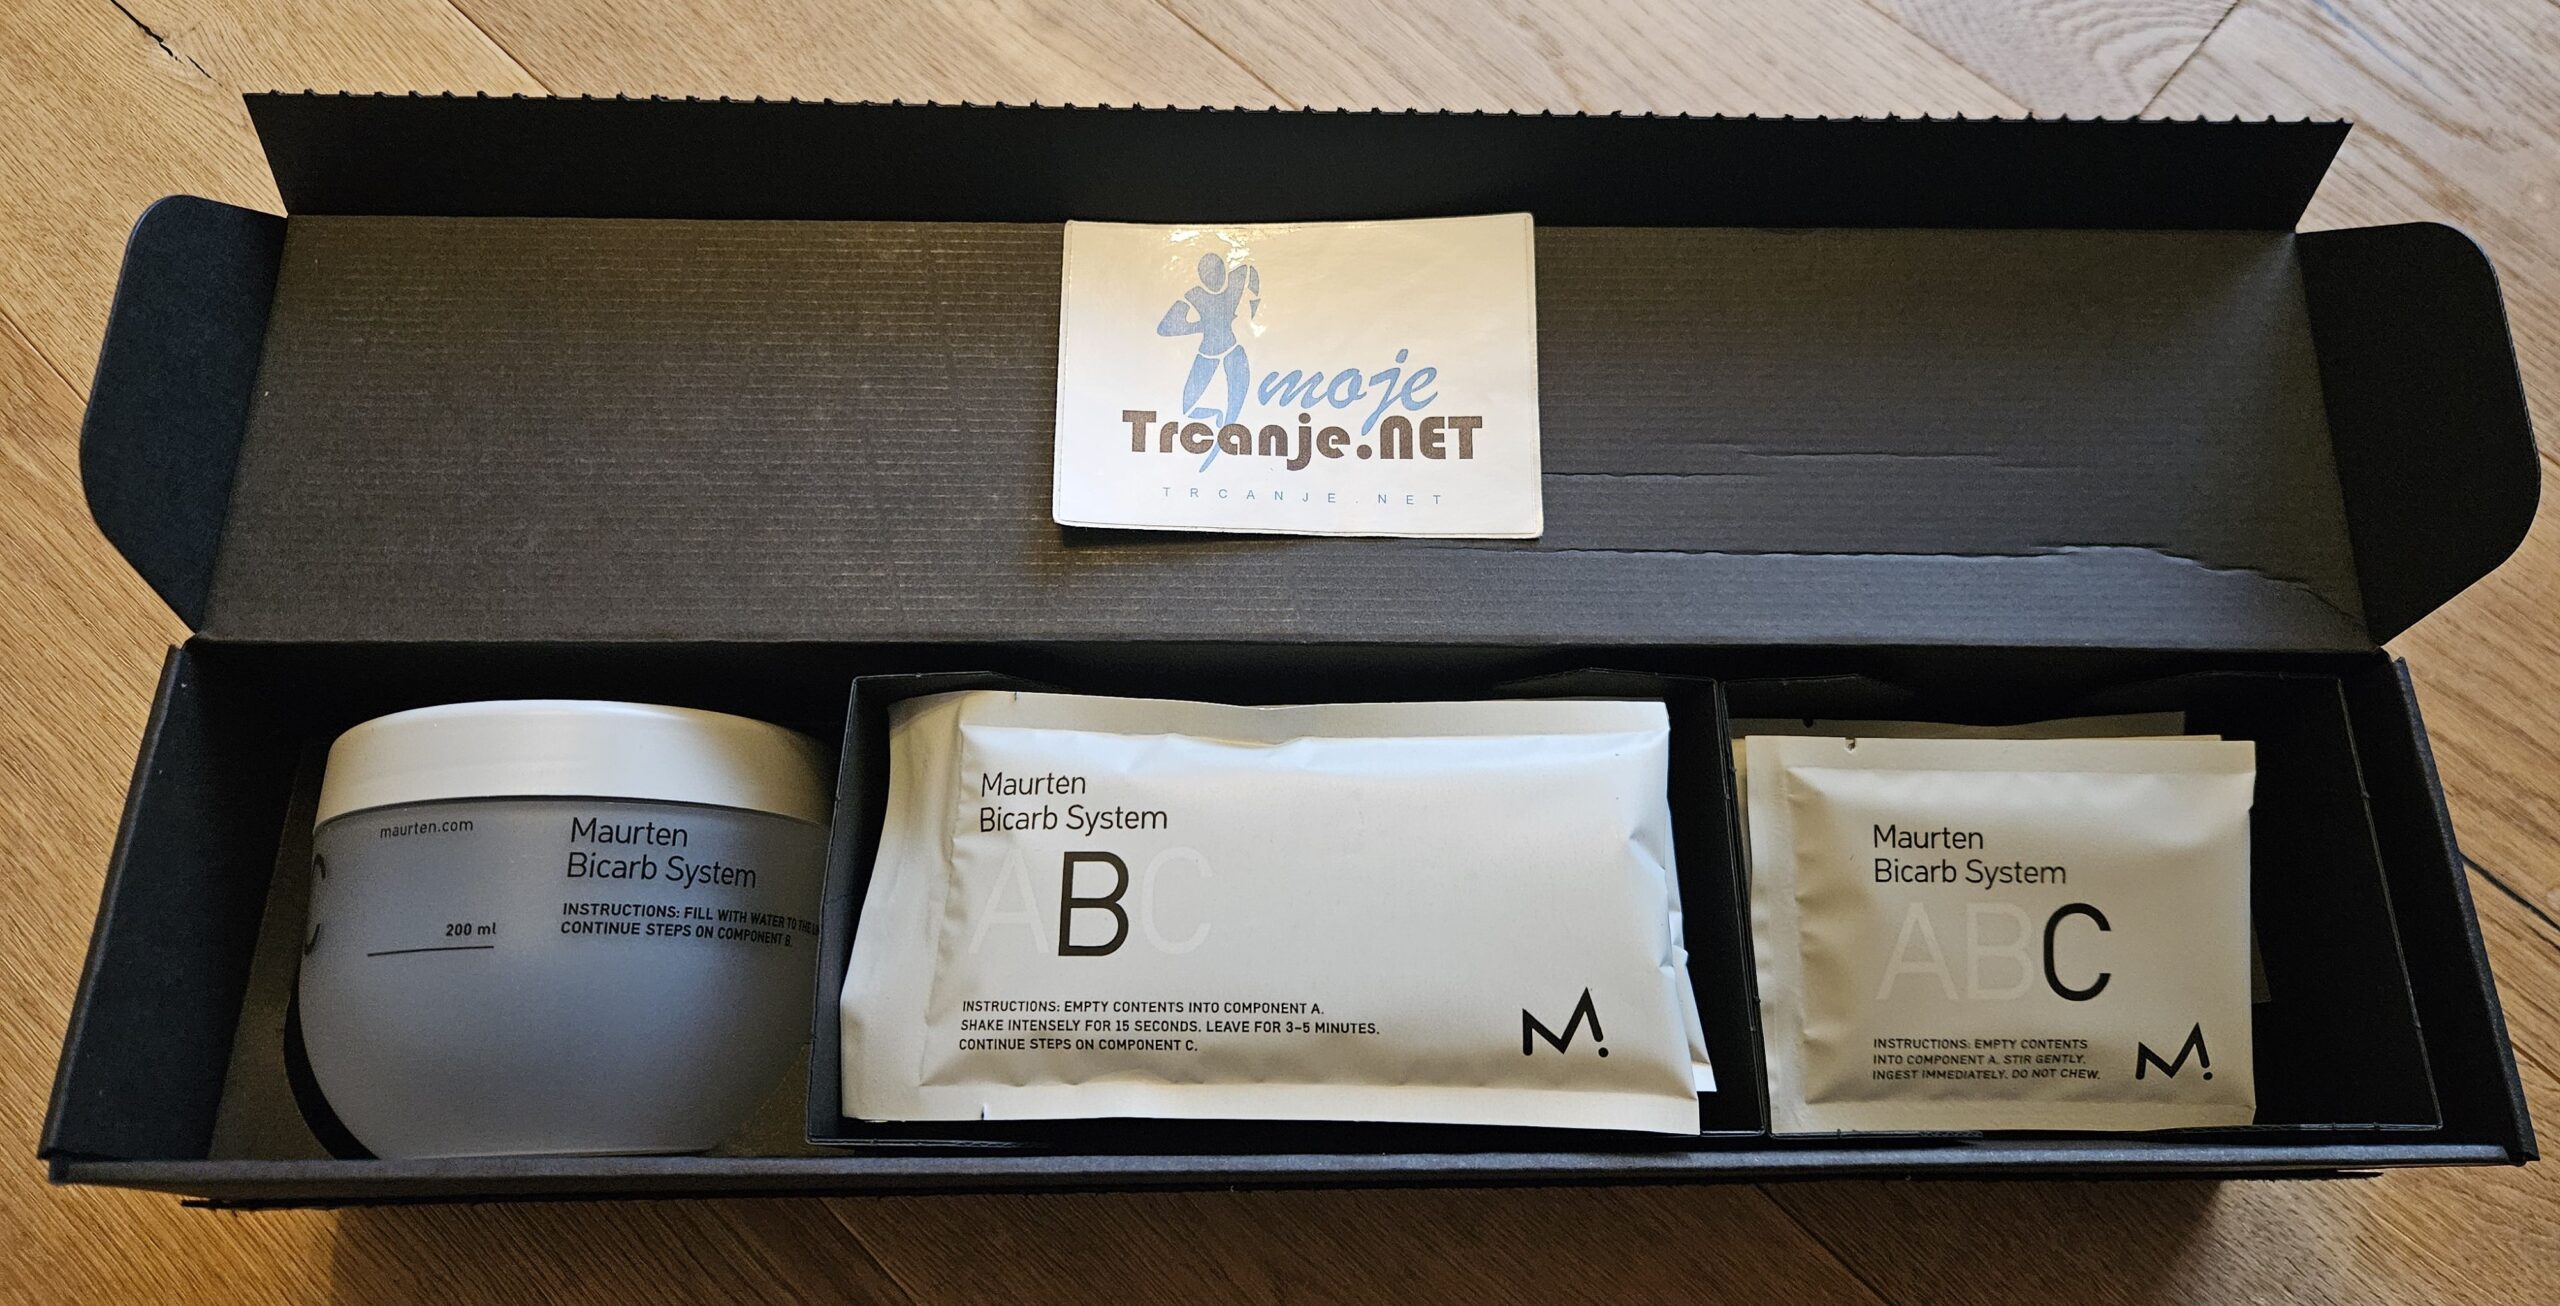 moje
Trcanje.NET
TRCANJE.NET
maurten.com
200 ml
Maurten
Bicarb System
INSTRUCTIONS: FILL WITH WATER TO THE
CONTINUE STEPS ON COMPONENT B.
Maurten
Bicarb System
ABC
INSTRUCTIONS: EMPTY CONTENTS INTO COMPONENT A.
SHAKE INTENSELY FOR 15 SECONDS. LEAVE FOR 3-5 MINUTES.
CONTINUE STEPS ON COMPONENT C.
M.
Maurten
Bicarb System
ABC
INSTRUCTIONS: EMPTY CONTENTS
INTO COMPONENT A. STIR GENTLY.
INGEST IMMEDIATELY. DO NOT CHEW.
M.